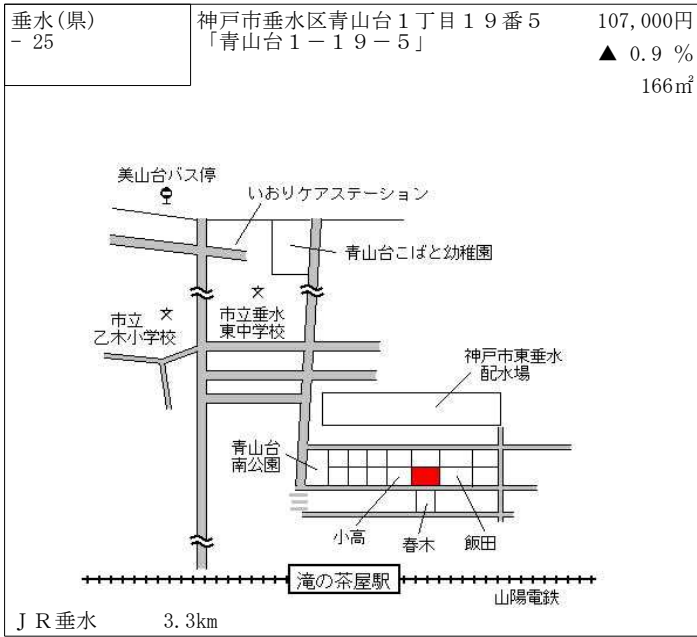 垂水(県)
- 25
神戸市垂水区青山台１丁目１９番５
「青山台１－１９－５」
107,000円
▲ 0.9 %
166㎡
美山台バス停
いおりケアステーション
青山台こばと幼稚園
市立
乙木小学校
市立垂水
東中学校
神戸市東垂水
配水場
青山台
南公園
小高
春木
飯田
滝の茶屋駅
山陽電鉄
ＪＲ垂水 3.3km